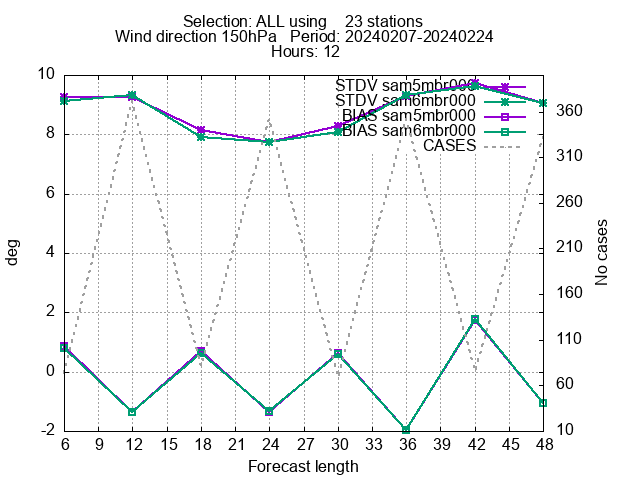 Selection: ALL using    23 stations
Wind direction 150hPa   Period: 20240207-20240224
Hours: 12
STDV sam5mbr000
STDV sam6mbr000
BIAS sam5mbr000
BIAS sam6mbr000
CASES
10
8
6
4
2
0
-2
deg
360
310
260
210
160
110
60
10
No cases
6 9 12 15 18 21 24 27 30 33 36 39 42 45 48
Forecast length